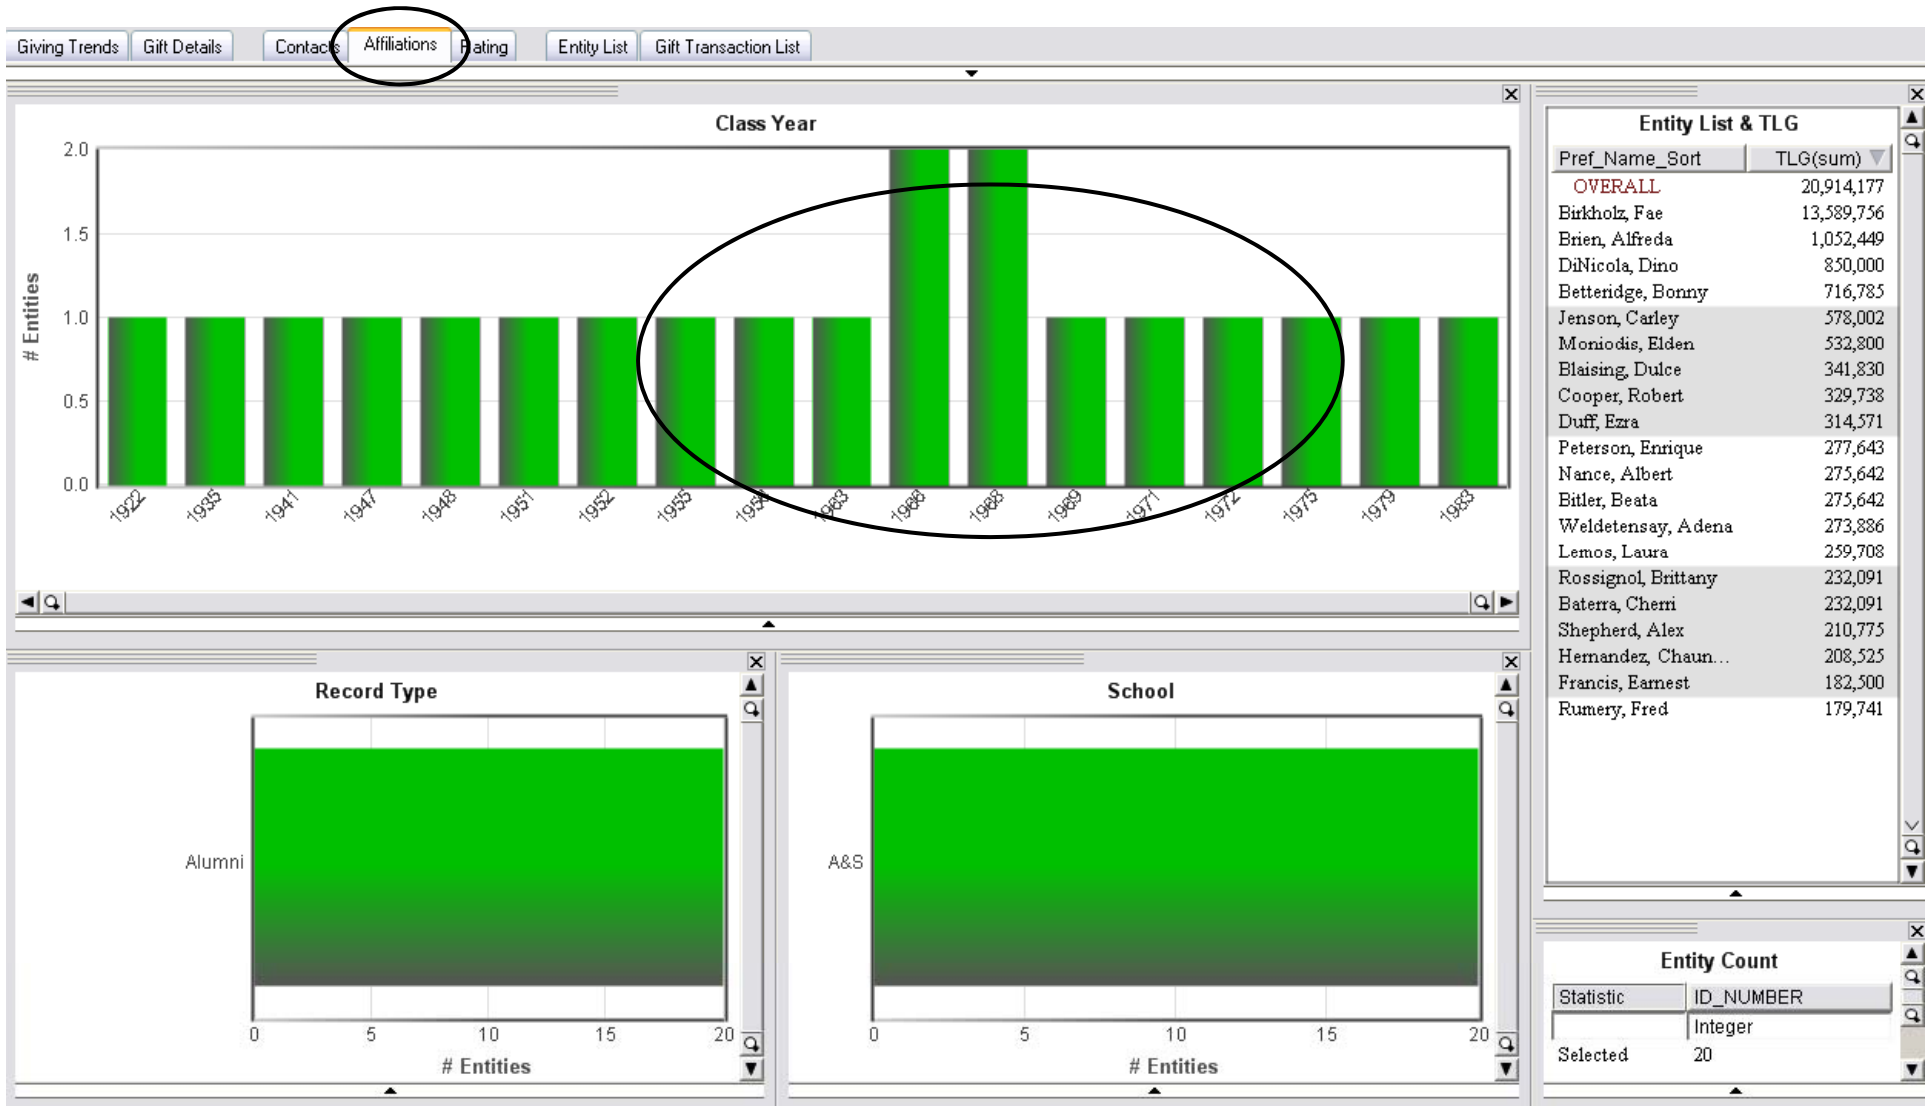 Giving Trends Gift Details Contacts Affiliations Rating Entity List Gift Transaction List
Class Year
2.0
1.5
1.0
0.5
0.0
# Entities
1922 1935 1941 1947 1948 1951 1952 1955 1963 1966 1968 1969 1971 1972 1975 1979 1983
Record Type
Alumni
0 5 10 15 20
# Entities
School
A&S
0 5 10 15 20
# Entities
Entity List & TLG
Pref_Name_Sort TLG(sum)
OVERALL 20,914,177
Birkholz, Fae 13,589,756
Brien, Alfreda 1,052,449
DiNicola, Dino 850,000
Betteridge, Bonny 716,785
Jenson, Carley 578,002
Moniodis, Elden 532,800
Blaising, Dulce 341,830
Cooper, Robert 329,738
Duff, Ezra 314,571
Peterson, Enrique 277,643
Nance, Albert 275,642
Bitler, Beata 275,642
Weldetensay, Adena 273,886
Lemos, Laura 259,708
Rossignol, Brittany 232,091
Baterra, Cherri 232,091
Shepherd, Alex 210,775
Hernandez, Chaun... 208,525
Francis, Earnest 182,500
Rumery, Fred 179,741
Entity Count
Statistic ID_NUMBER
Integer
Selected 20